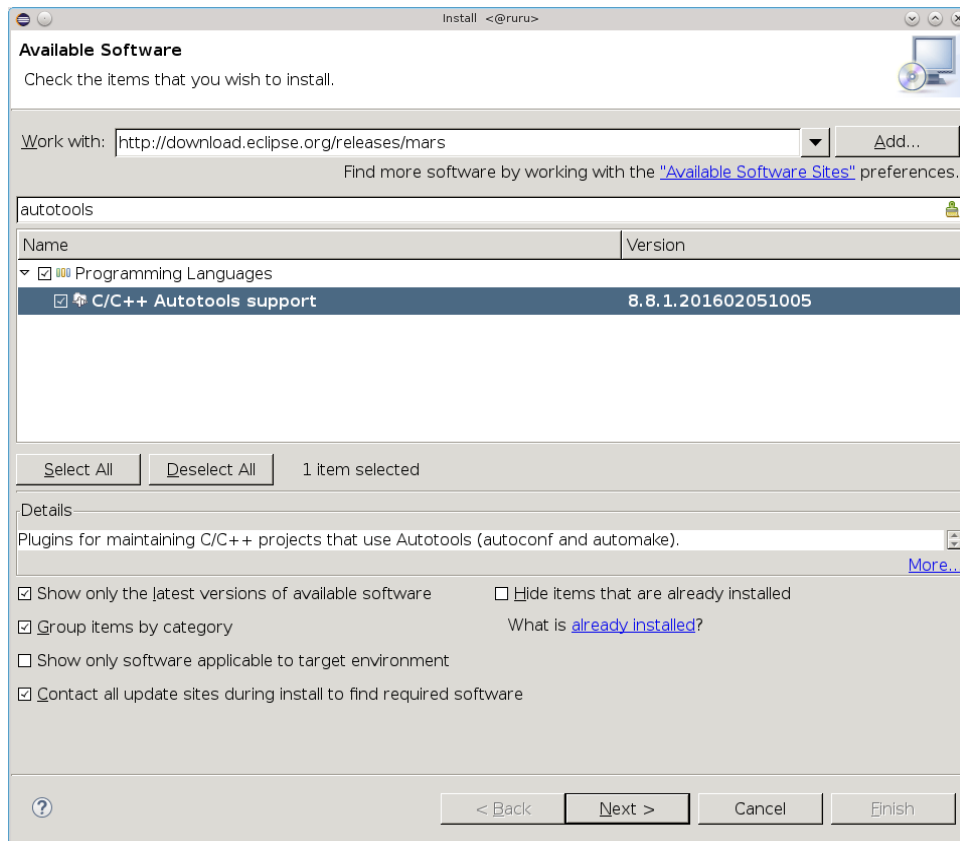 Install <@ruru>
Available Software
Check the items that you wish to install.
Work with: http://download.eclipse.org/releases/mars Add...
Find more software by working with the "Available Software Sites" preferences.
autotools
Name Version
Programming Languages
C/C++ Autotools support 8.8.1.201602051005
Select All Deselect All 1 item selected
Details
Plugins for maintaining C/C++ projects that use Autotools (autoconf and automake).
More...
Show only the latest versions of available software Hide items that are already installed
Group items by category What is already installed?
Show only software applicable to target environment
Contact all update sites during install to find required software
? < Back Next > Cancel Finish